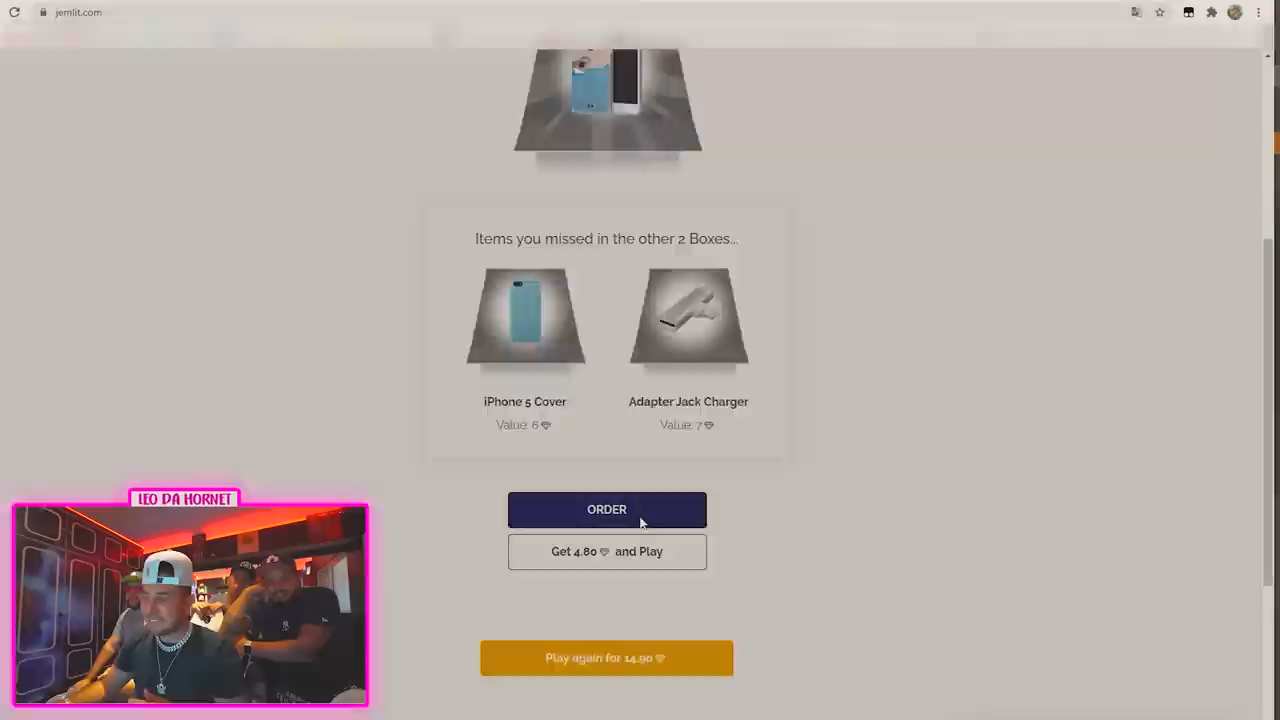 jemlit.com
Items you missed in the other 2 Boxes...
iPhone 5 Cover
Adapter Jack Charger
Value: 6
Value: 7
ORDER
Get 4.80 and Play
Play again for 14.90
LEO DA HORNET